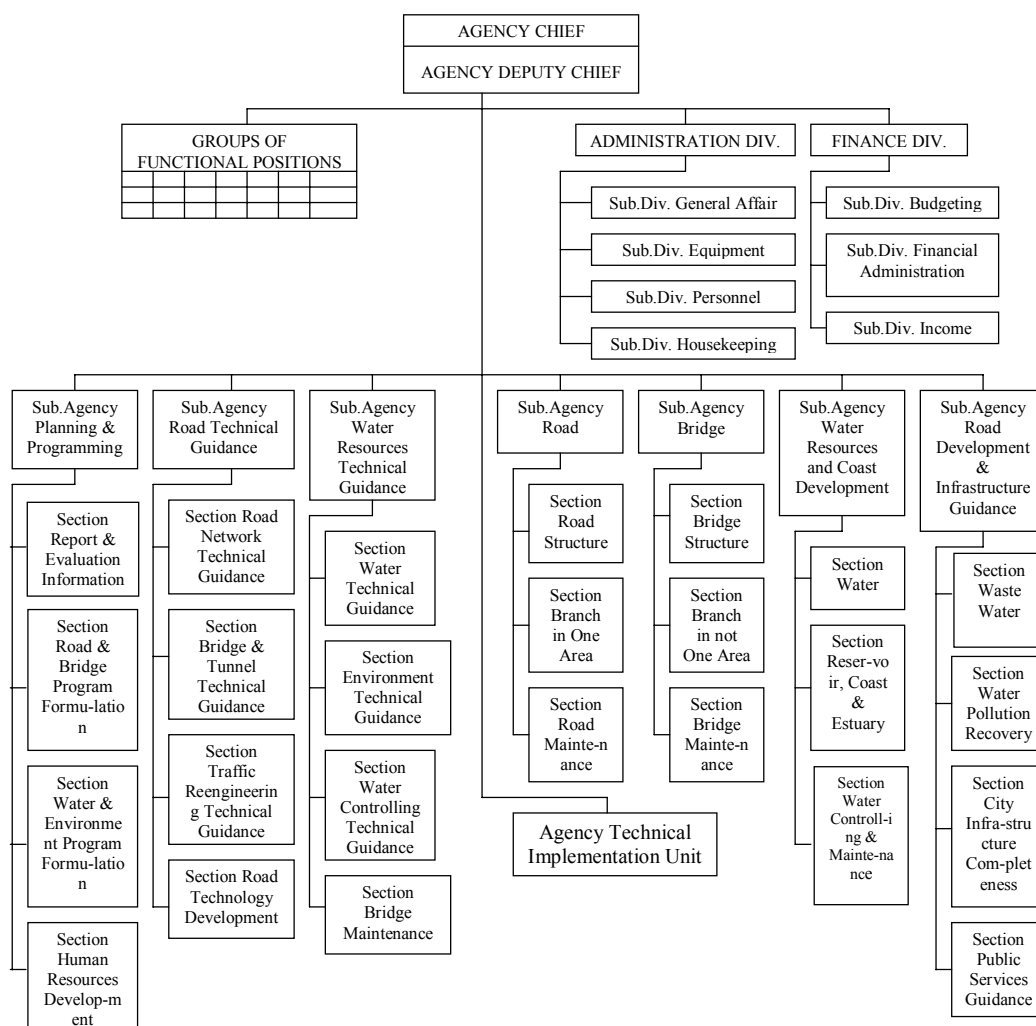 AGENCY CHIEF
AGENCY DEPUTY CHIEF
GROUPS OF
FUNCTIONAL POSITIONS
ADMINISTRATION DIV.
Sub.Div. General Affair
Sub.Div. Equipment
Sub.Div. Personnel
Sub.Div. Housekeeping
FINANCE DIV.
Sub.Div. Budgeting
Sub.Div. Financial
Administration
Sub.Div. Income
Sub.Agency
Planning &
Programming
Section
Report &
Evaluation
Information
Section
Road &
Bridge
Program
Formu-latio
n
Section
Water &
Environme
nt Program
Formu-latio
n
Section
Human
Resources
Develop-m
ent
Sub.Agency
Road Technical
Guidance
Section Road
Network
Technical
Guidance
Section
Bridge &
Tunnel
Technical
Guidance
Section
Traffic
Reengineerin
g Technical
Guidance
Section Road
Technology
Development
Sub.Agency
Water
Resources
Technical
Guidance
Section
Water
Technical
Guidance
Section
Environment
Technical
Guidance
Section
Water
Controlling
Technical
Guidance
Section
Bridge
Maintenance
Sub.Agency
Road
Section
Road
Structure
Section
Branch
in One
Area
Section
Road
Mainte-n
ance
Sub.Agency
Bridge
Section
Bridge
Structure
Section
Branch
in not
One Area
Section
Bridge
Mainte-n
ance
Agency Technical
Implementation Unit
Sub.Agency
Water
Resources
and Coast
Development
Section
Water
Section
Reser-vo
ir, Coast
&
Estuary
Section
Water
Controll-i
ng &
Mainte-na
nce
Sub.Agency
Road
Development
&
Infrastructure
Guidance
Section
Waste
Water
Section
Water
Pollution
Recovery
Section
City
Infra-stru
cture
Com-plet
eness
Section
Public
Services
Guidance